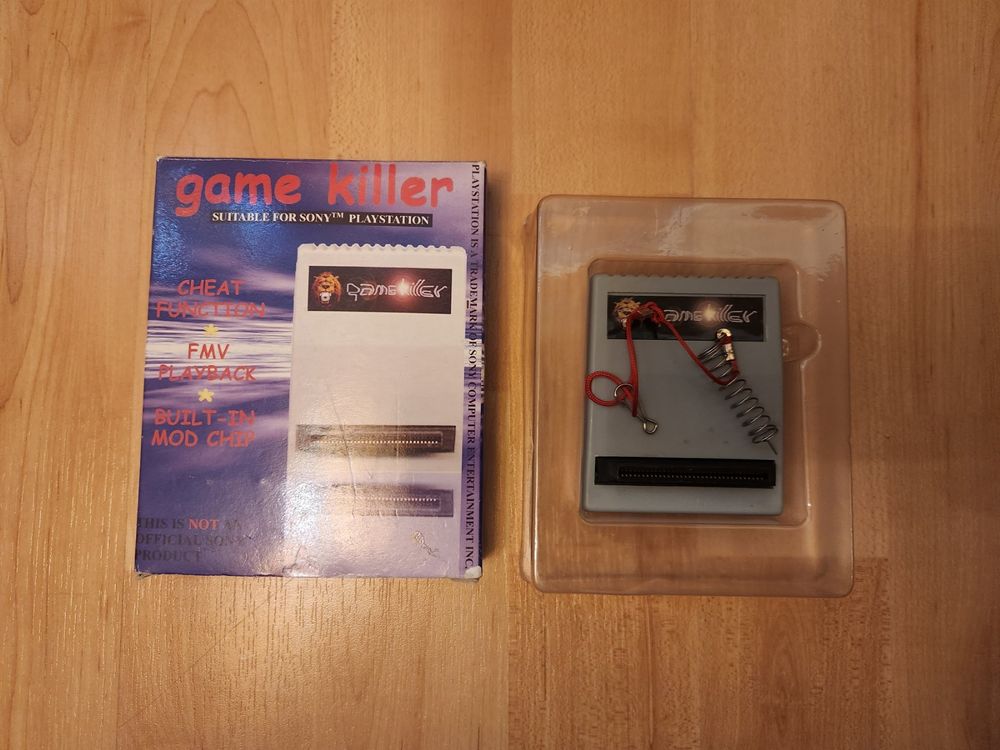 game killer
SUITABLE FOR SONY™ PLAYSTATION
gamekiller
CHEAT
FUNCTION
FMV
PLAYBACK
BUILT-IN
MOD CHIP
THIS IS NOT AN
OFFICIAL SONY
PRODUCT
PLAYSTATION IS A TRADEMARK OF SONY COMPUTER ENTERTAINMENT INC.
gamekiller